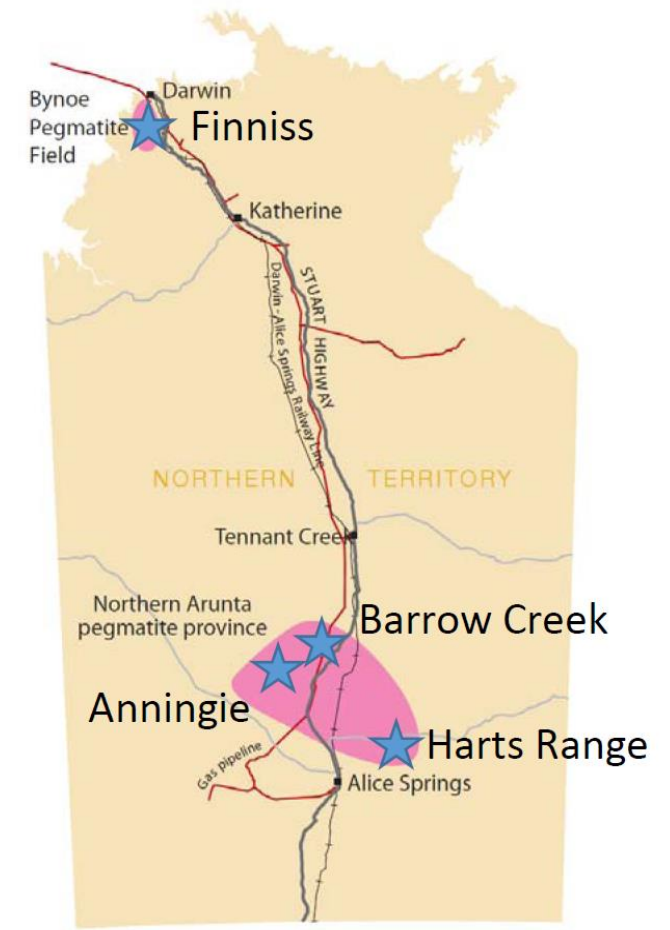 Darwin
Bynoe
Pegmatite
Field
Finniss
Katherine
STUART HIGHWAY
Darwin - Alice Springs Railway Line
NORTHERN TERRITORY
Tennant Creek
Northern Arunta
pegmatite province
Barrow Creek
Anningie
Harts Range
Gas pipeline
Alice Springs